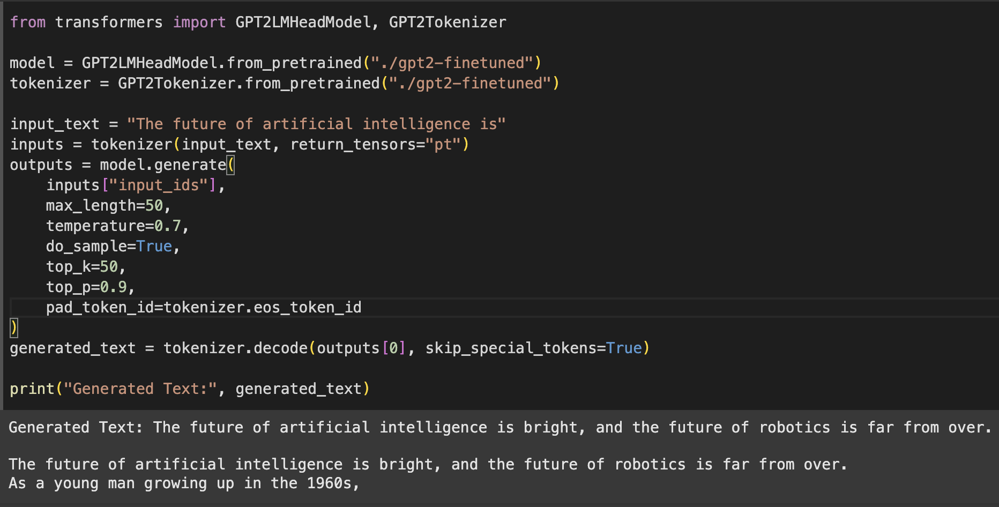 from transformers import GPT2LMHeadModel, GPT2Tokenizer
model = GPT2LMHeadModel.from_pretrained("./gpt2-finetuned")
tokenizer = GPT2Tokenizer.from_pretrained("./gpt2-finetuned")
input_text = "The future of artificial intelligence is"
inputs = tokenizer(input_text, return_tensors="pt")
outputs = model.generate(
    inputs["input_ids"],
    max_length=50,
    temperature=0.7,
    do_sample=True,
    top_k=50,
    top_p=0.9,
    pad_token_id=tokenizer.eos_token_id
)
generated_text = tokenizer.decode(outputs[0], skip_special_tokens=True)
print("Generated Text:", generated_text)
Generated Text: The future of artificial intelligence is bright, and the future of robotics is far from over.
The future of artificial intelligence is bright, and the future of robotics is far from over.
As a young man growing up in the 1960s,